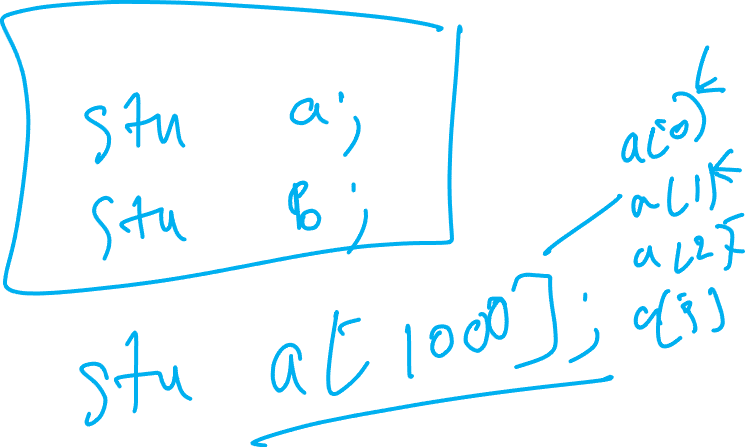 stu a;
stu b;
stu a[1000];
a[0]
a[1]
a[2]
a[i]